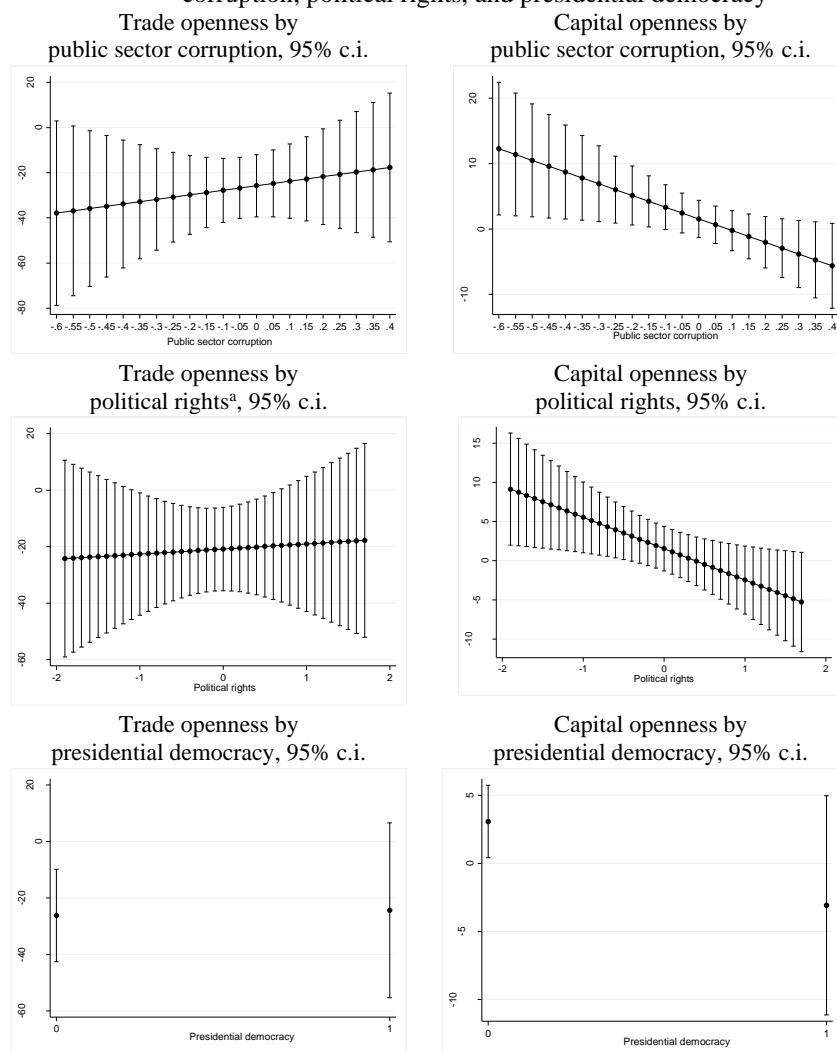 corruption, political rights, and presidential democracy
Trade openness by
public sector corruption, 95% c.i.
20
0
-20
-40
-60
-80
-.6 -.55 -.5 -.45 -.4 -.35 -.3 -.25 -.2 -.15 -.1 -.05 0 .05 .1 .15 .2 .25 .3 .35 .4
Public sector corruption
Capital openness by
public sector corruption, 95% c.i.
20
10
0
-10
-.6 -.55 -.5 -.45 -.4 -.35 -.3 -.25 -.2 -.15 -.1 -.05 0 .05 .1 .15 .2 .25 .3 .35 .4
Public sector corruption
Trade openness by
political rightsᵃ, 95% c.i.
20
0
-20
-40
-60
-2 -1 0 1 2
Political rights
Capital openness by
political rights, 95% c.i.
15
10
5
0
-5
-10
-2 -1 0 1 2
Political rights
Trade openness by
presidential democracy, 95% c.i.
20
0
-20
-40
-60
0 1
Presidential democracy
Capital openness by
presidential democracy, 95% c.i.
5
0
-5
-10
0 1
Presidential democracy